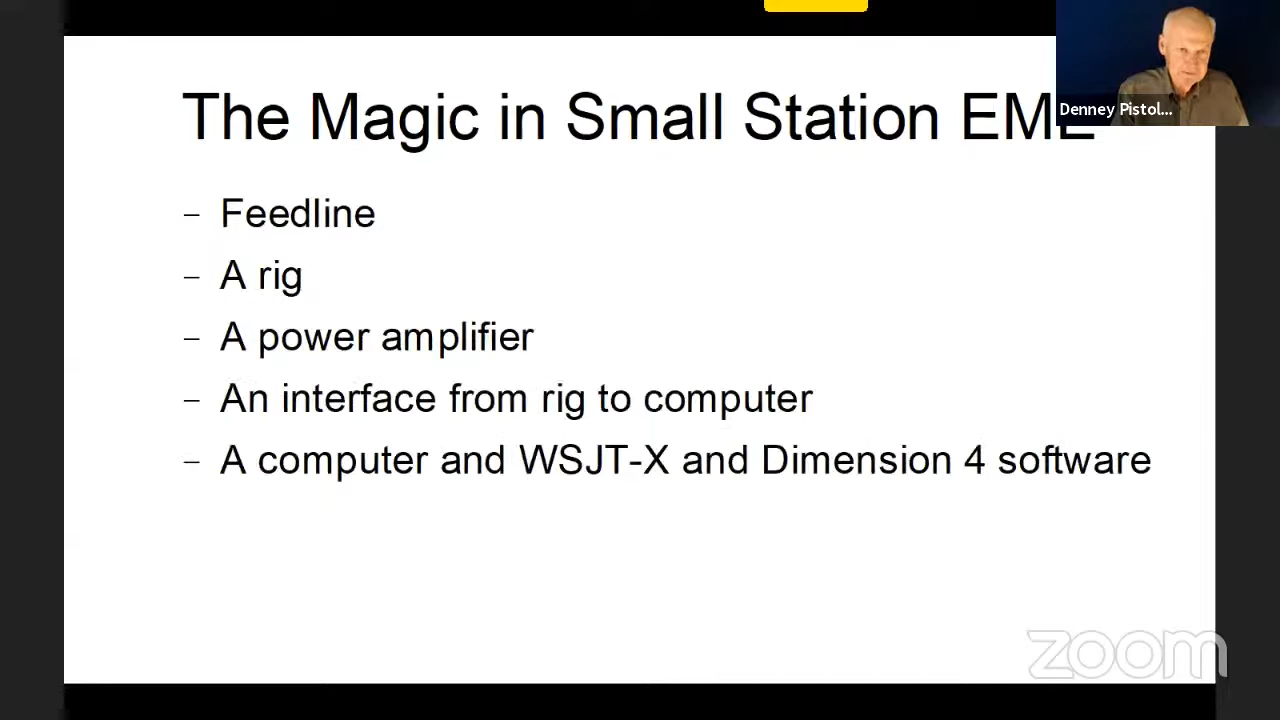 The Magic in Small Station EME
Denney Pistol...
– Feedline
– A rig
– A power amplifier
– An interface from rig to computer
– A computer and WSJT-X and Dimension 4 software
zoom